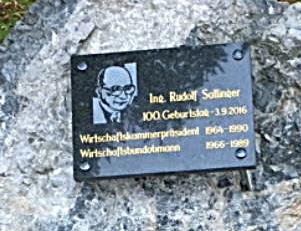 Ing. Rudolf Sallinger
100. Geburtstag - 3.9.2016
Wirtschaftskammerpräsident 1964-1990
Wirtschaftsbundobmann 1966-1989